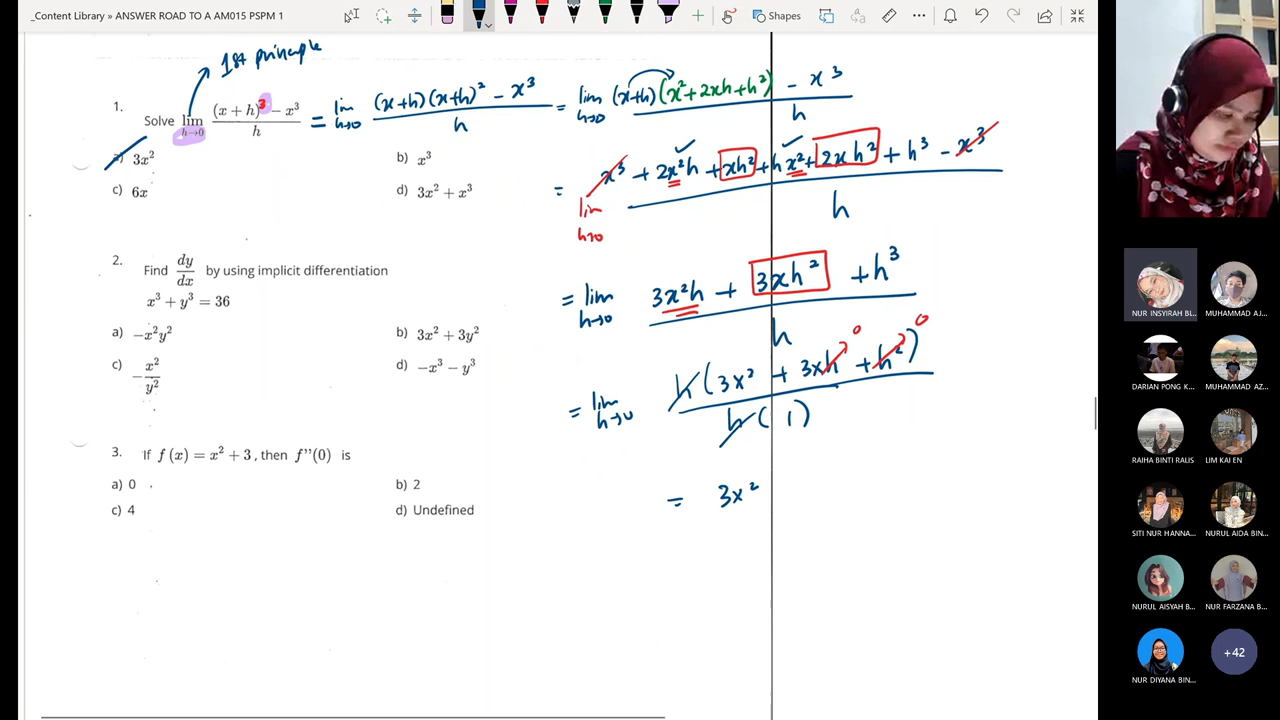 _Content Library » ANSWER ROAD TO A AM015 PSPM 1
Shapes
1st principle
1. Solve lim h→0 ((x + h)^3 − x³)/h = lim h→0 ((x+h)(x+h)² − x³)/h = lim h→0 ((x+h)(x²+2xh+h²) − x³)/h
a) 3x²
b) x³
c) 6x
d) 3x² + x³
= lim h→0 (x³ + 2x²h + xh² + hx² + 2xh² + h³ − x³)/h
= lim h→0 (3x²h + 3xh² + h³)/h
= lim h→0 (h(3x² + 3xh + h²))/(h(1))
0 0
= 3x²
2. Find dy/dx by using implicit differentiation
x³ + y³ = 36
a) −x²y²
b) 3x² + 3y²
c) −x²/y²
d) −x³ − y³
3. If f(x) = x² + 3, then f''(0) is
a) 0
b) 2
c) 4
d) Undefined
NUR INSYIRAH BI...
MUHAMMAD AJ...
DARIAN PONG K...
MUHAMMAD AZ...
RAIHA BINTI RALIS
LIM KAI EN
SITI NUR HANNA...
NURUL AIDA BIN...
NURUL AISYAH B...
NUR FARZANA B...
NUR DIYANA BIN...
+42